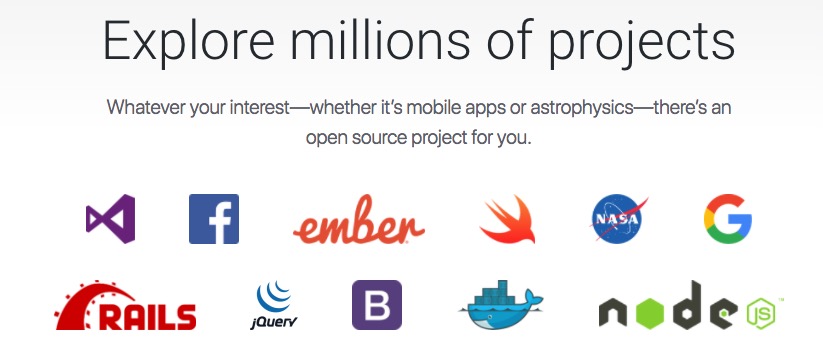 Explore millions of projects
Whatever your interest—whether it's mobile apps or astrophysics—there's an
open source project for you.
ember
NASA
RAILS
jQuery
B
node
JS